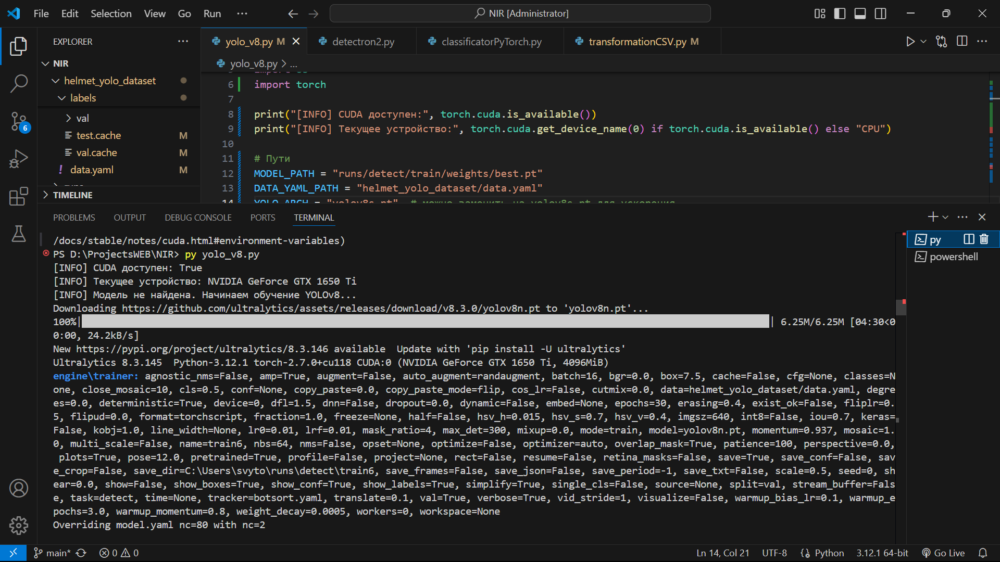 File Edit Selection View Go Run ··· NIR [Administrator]
EXPLORER
yolo_v8.py M detectron2.py classificatorPyTorch.py transformationCSV.py M
NIR
helmet_yolo_dataset
labels
val
test.cache M
val.cache M
! data.yaml M
TIMELINE
yolo_v8.py > ...
6 import torch
7
8 print("[INFO] CUDA доступен:", torch.cuda.is_available())
9 print("[INFO] Текущее устройство:", torch.cuda.get_device_name(0) if torch.cuda.is_available() else "CPU")
10
11 # Пути
12 MODEL_PATH = "runs/detect/train/weights/best.pt"
13 DATA_YAML_PATH = "helmet_yolo_dataset/data.yaml"
PROBLEMS OUTPUT DEBUG CONSOLE PORTS TERMINAL
/docs/stable/notes/cuda.html#environment-variables)
PS D:\ProjectsWEB\NIR> py yolo_v8.py
[INFO] CUDA доступен: True
[INFO] Текущее устройство: NVIDIA GeForce GTX 1650 Ti
[INFO] Модель не найдена. Начинаем обучение YOLOv8...
Downloading https://github.com/ultralytics/assets/releases/download/v8.3.0/yolov8n.pt to 'yolov8n.pt'...
100%| | 6.25M/6.25M [04:30<0
0:00, 24.2kB/s]
New https://pypi.org/project/ultralytics/8.3.146 available  Update with 'pip install -U ultralytics'
Ultralytics 8.3.145  Python-3.12.1 torch-2.7.0+cu118 CUDA:0 (NVIDIA GeForce GTX 1650 Ti, 4096MiB)
engine\trainer: agnostic_nms=False, amp=True, augment=False, auto_augment=randaugment, batch=16, bgr=0.0, box=7.5, cache=False, cfg=None, classes=N
one, close_mosaic=10, cls=0.5, conf=None, copy_paste=0.0, copy_paste_mode=flip, cos_lr=False, cutmix=0.0, data=helmet_yolo_dataset/data.yaml, degre
es=0.0, deterministic=True, device=0, dfl=1.5, dnn=False, dropout=0.0, dynamic=False, embed=None, epochs=30, erasing=0.4, exist_ok=False, fliplr=0.
5, flipud=0.0, format=torchscript, fraction=1.0, freeze=None, half=False, hsv_h=0.015, hsv_s=0.7, hsv_v=0.4, imgsz=640, int8=False, iou=0.7, keras=
False, kobj=1.0, line_width=None, lr0=0.01, lrf=0.01, mask_ratio=4, max_det=300, mixup=0.0, mode=train, model=yolov8n.pt, momentum=0.937, mosaic=1.
0, multi_scale=False, name=train6, nbs=64, nms=False, opset=None, optimize=False, optimizer=auto, overlap_mask=True, patience=100, perspective=0.0,
plots=True, pose=12.0, pretrained=True, profile=False, project=None, rect=False, resume=False, retina_masks=False, save=True, save_conf=False, sav
e_crop=False, save_dir=C:\Users\svyto\runs\detect\train6, save_frames=False, save_json=False, save_period=-1, save_txt=False, scale=0.5, seed=0, sh
ear=0.0, show=False, show_boxes=True, show_conf=True, show_labels=True, simplify=True, single_cls=False, source=None, split=val, stream_buffer=Fals
e, task=detect, time=None, tracker=botsort.yaml, translate=0.1, val=True, verbose=True, vid_stride=1, visualize=False, warmup_bias_lr=0.1, warmup_e
pochs=3.0, warmup_momentum=0.8, weight_decay=0.0005, workers=0, workspace=None
Overriding model.yaml nc=80 with nc=2
py
powershell
6
main* 0 0 Ln 14, Col 21 UTF-8 Python 3.12.1 64-bit Go Live